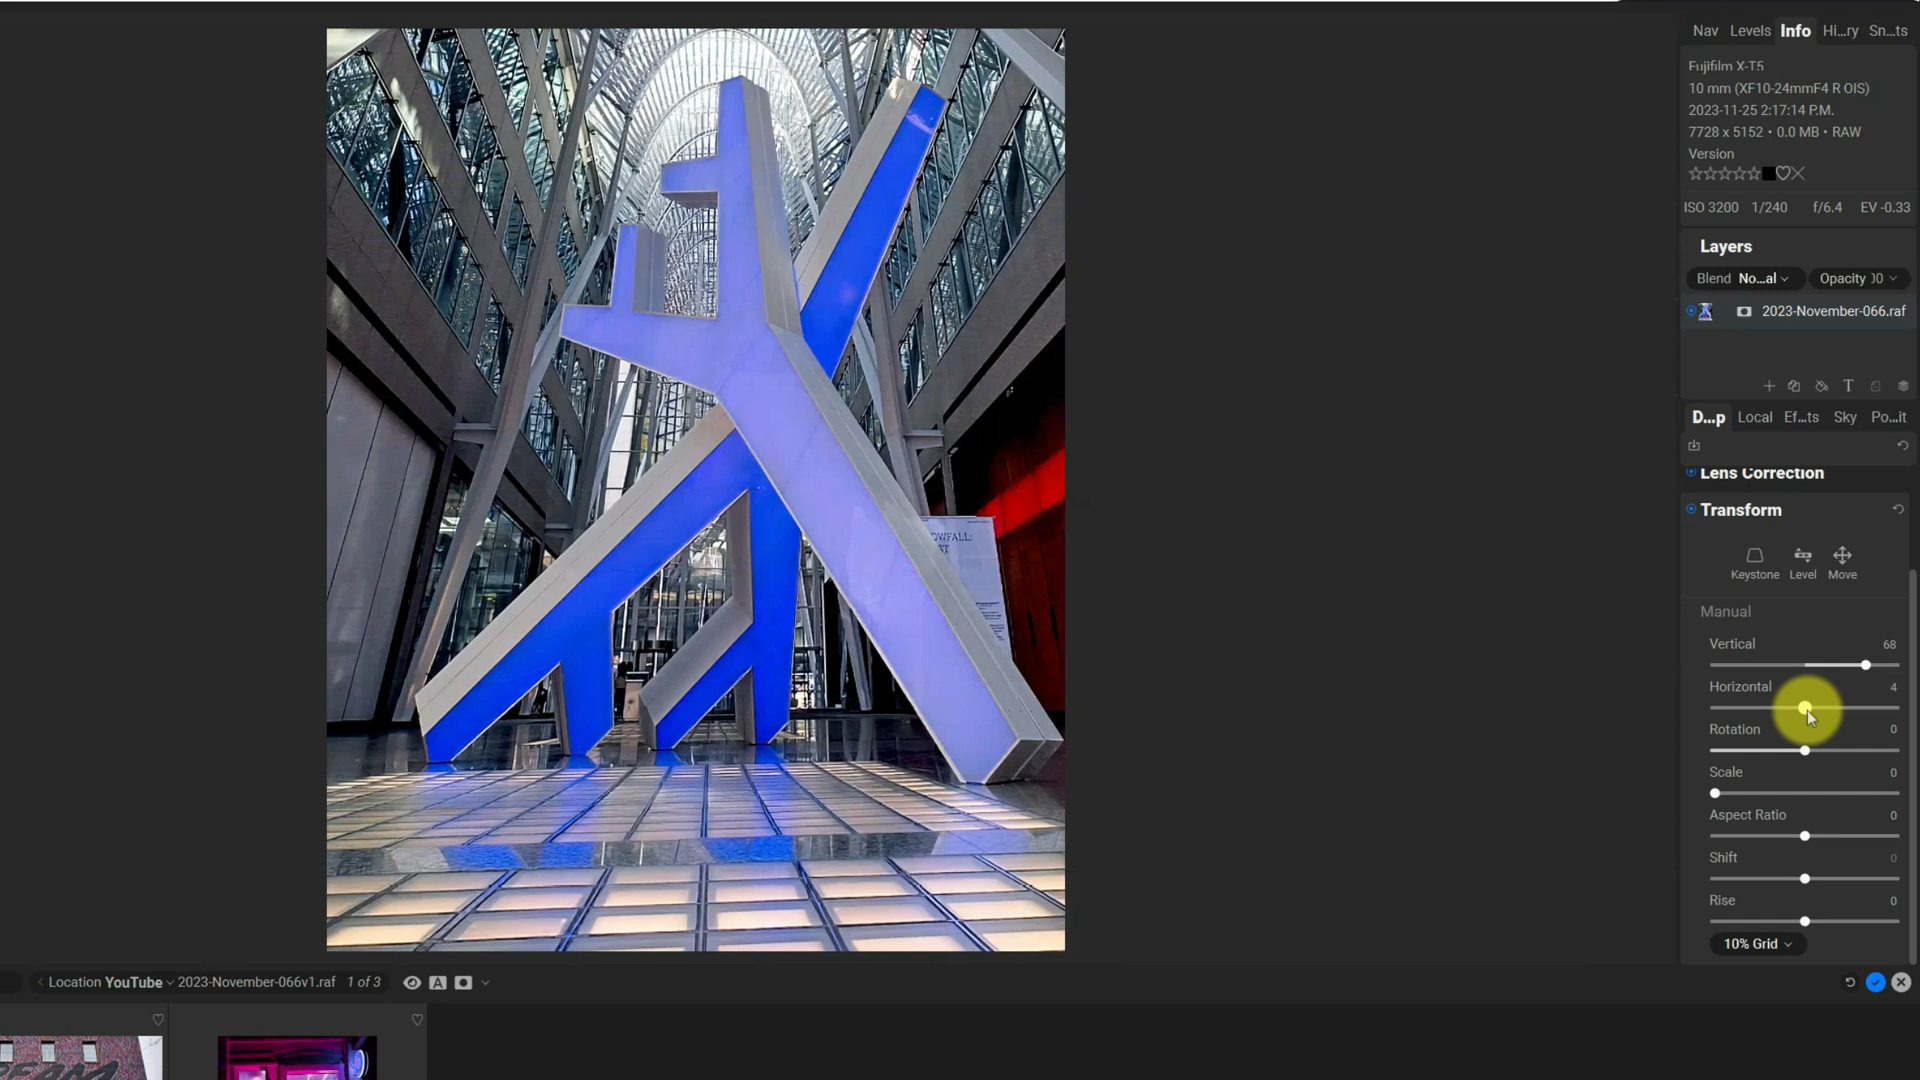 Nav Levels Info Hi...ry Sn...ts
Fujifilm X-T5
10 mm (XF10-24mmF4 R OIS)
2023-11-25 2:17:14 P.M.
7728 x 5152 • 0.0 MB • RAW
Version
ISO 3200 1/240 f/6.4 EV -0.33
Layers
Blend No...al Opacity )0
2023-November-066.raf
T
D...p Local Ef...ts Sky Po...it
Lens Correction
Transform
Keystone Level Move
Manual
Vertical 68
Horizontal 4
Rotation 0
Scale 0
Aspect Ratio 0
Shift 0
Rise 0
10% Grid
OWFALL:
ST
Location YouTube 2023-November-066v1.raf 1 of 3
A